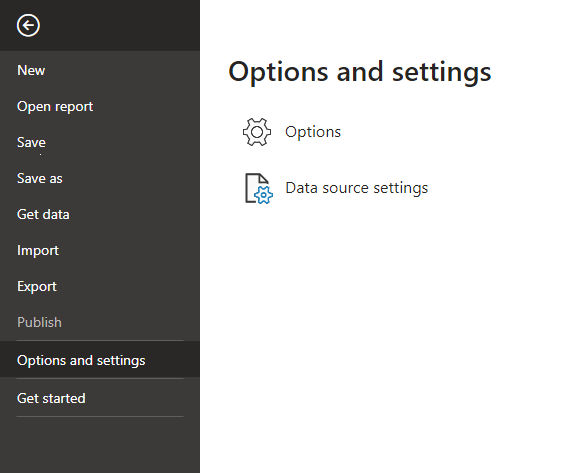 New
Open report
Save
Save as
Get data
Import
Export
Publish
Options and settings
Get started
Options and settings
Options
Data source settings